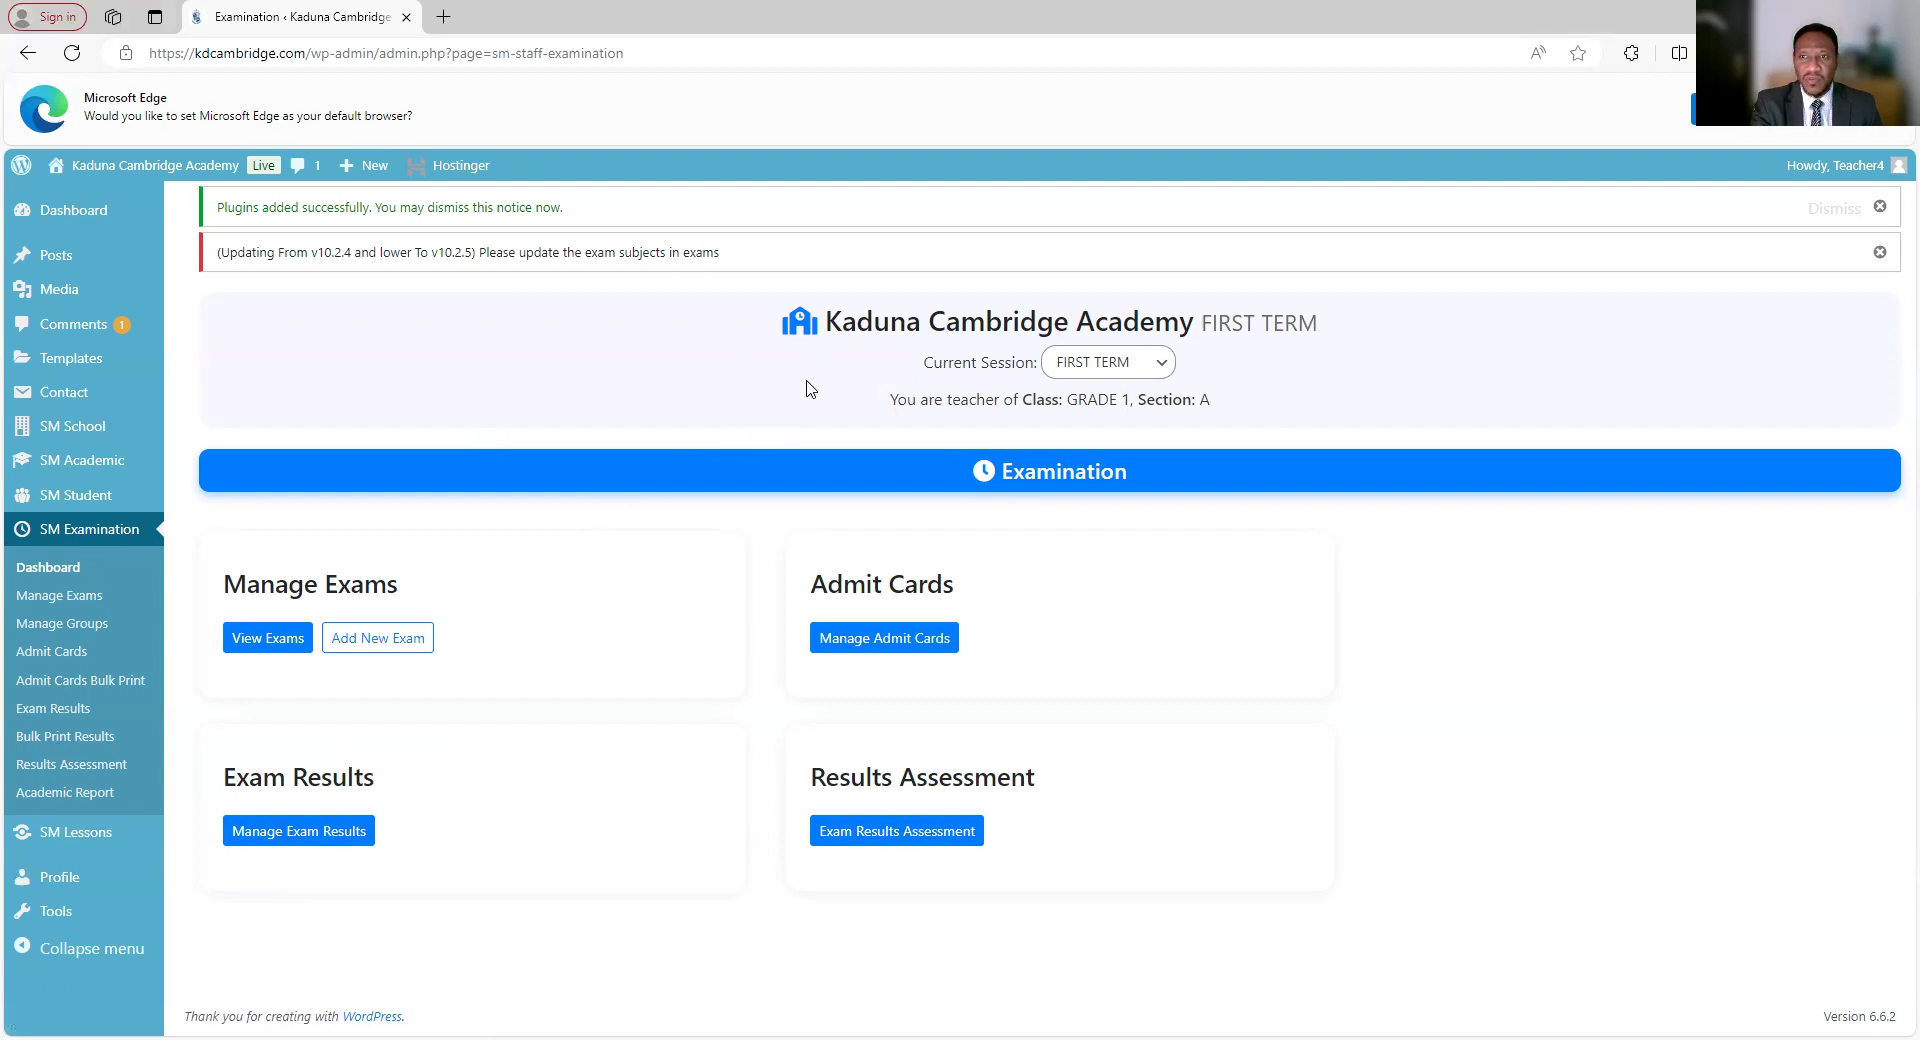 Sign in
Examination ‹ Kaduna Cambridge
https://kdcambridge.com/wp-admin/admin.php?page=sm-staff-examination
Microsoft Edge
Would you like to set Microsoft Edge as your default browser?
Kaduna Cambridge Academy Live 1 New Hostinger
Howdy, Teacher4
Dashboard
Posts
Media
Comments 1
Templates
Contact
SM School
SM Academic
SM Student
SM Examination
Dashboard
Manage Exams
Manage Groups
Admit Cards
Admit Cards Bulk Print
Exam Results
Bulk Print Results
Results Assessment
Academic Report
SM Lessons
Profile
Tools
Collapse menu
Plugins added successfully. You may dismiss this notice now.
Dismiss
(Updating From v10.2.4 and lower To v10.2.5) Please update the exam subjects in exams
Kaduna Cambridge Academy FIRST TERM
Current Session: FIRST TERM
You are teacher of Class: GRADE 1, Section: A
Examination
Manage Exams
View Exams Add New Exam
Admit Cards
Manage Admit Cards
Exam Results
Manage Exam Results
Results Assessment
Exam Results Assessment
Thank you for creating with WordPress.
Version 6.6.2